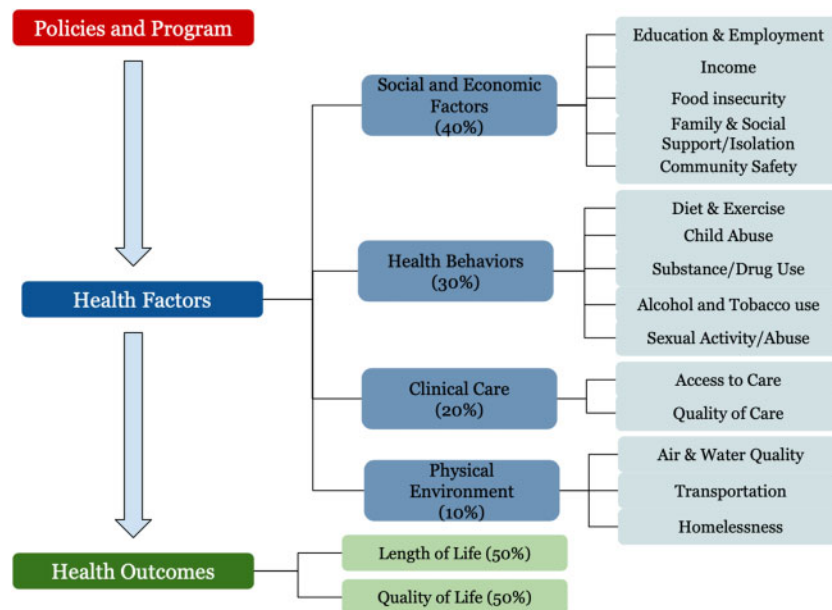 Policies and Program
Health Factors
Health Outcomes
Social and Economic
Factors
(40%)
Education & Employment
Income
Food insecurity
Family & Social
Support/Isolation
Community Safety
Health Behaviors
(30%)
Diet & Exercise
Child Abuse
Substance/Drug Use
Alcohol and Tobacco use
Sexual Activity/Abuse
Clinical Care
(20%)
Access to Care
Quality of Care
Physical
Environment
(10%)
Air & Water Quality
Transportation
Homelessness
Length of Life (50%)
Quality of Life (50%)